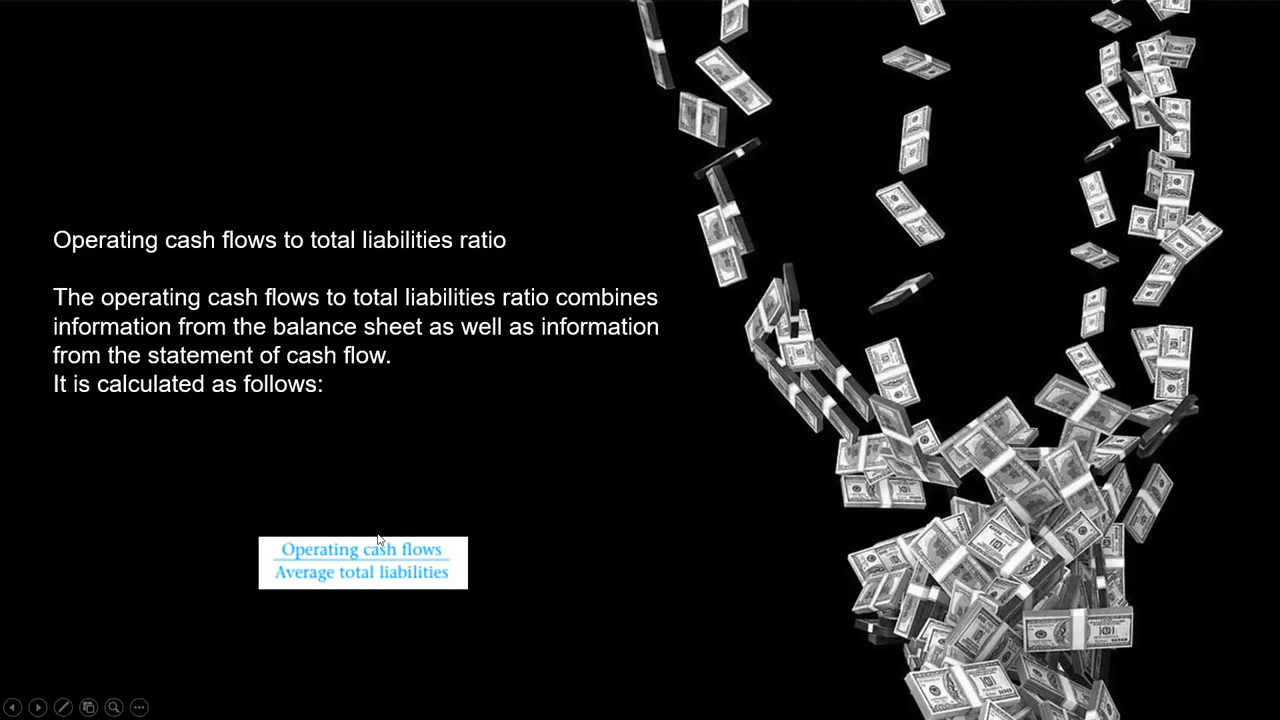 Operating cash flows to total liabilities ratio
The operating cash flows to total liabilities ratio combines
information from the balance sheet as well as information
from the statement of cash flow.
It is calculated as follows:
Operating cash flows
Average total liabilities